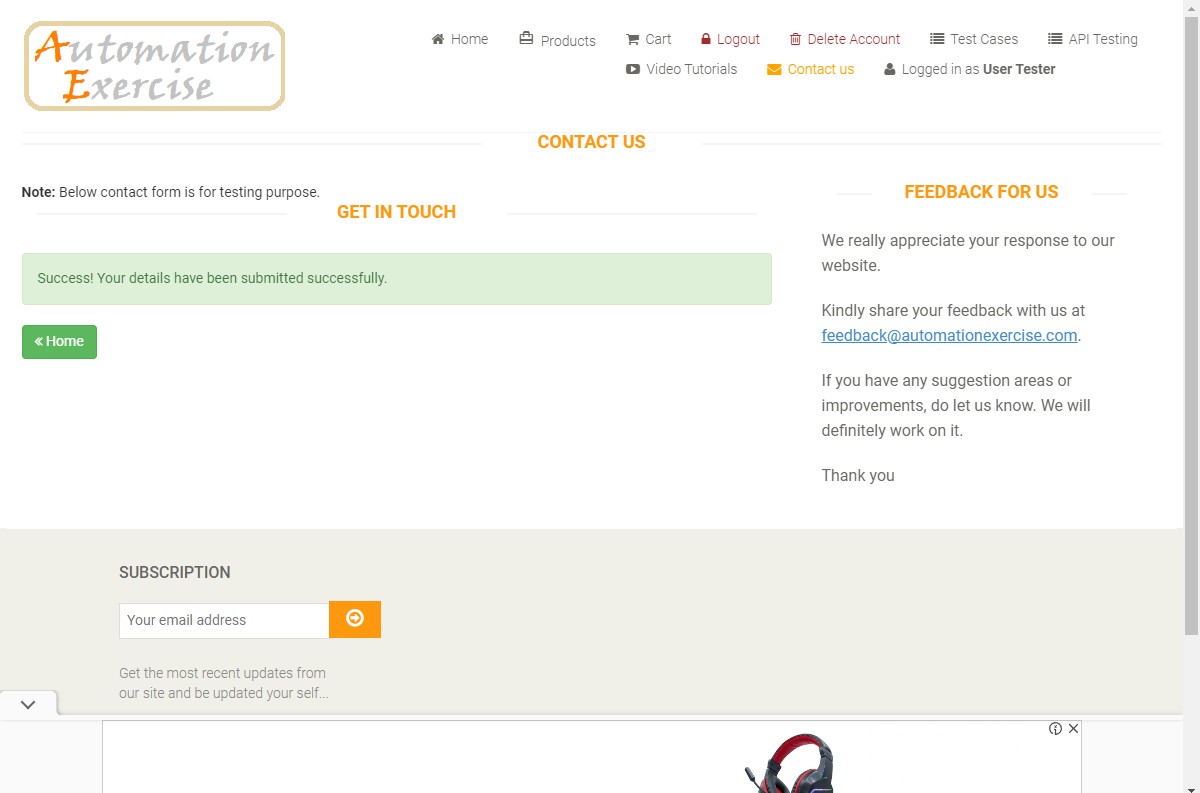 Automation
Exercise
Home
Products
Cart
Logout
Delete Account
Test Cases
API Testing
Video Tutorials
Contact us
Logged in as User Tester
CONTACT US
Note: Below contact form is for testing purpose.
GET IN TOUCH
Success! Your details have been submitted successfully.
« Home
FEEDBACK FOR US
We really appreciate your response to our
website.
Kindly share your feedback with us at
feedback@automationexercise.com.
If you have any suggestion areas or
improvements, do let us know. We will
definitely work on it.
Thank you
SUBSCRIPTION
Your email address
Get the most recent updates from
our site and be updated your self...